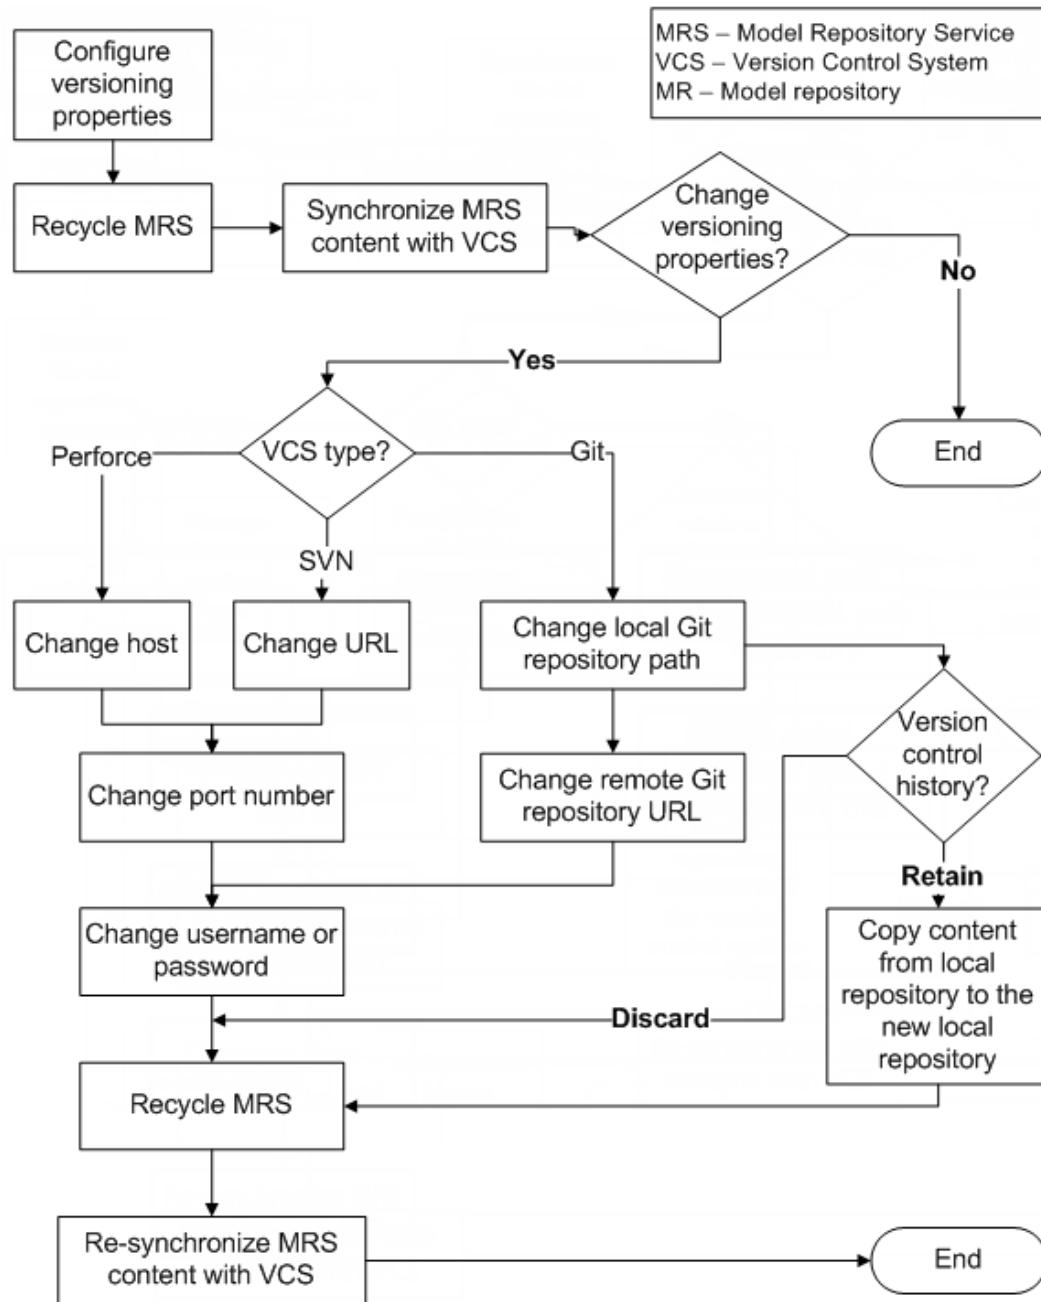 Configure
versioning
properties
MRS – Model Repository Service
VCS – Version Control System
MR – Model repository
Recycle MRS
Synchronize MRS
content with VCS
Change
versioning
properties?
No
Yes
End
VCS type?
Perforce
Git
SVN
Change host
Change URL
Change local Git
repository path
Version
control
history?
Change port number
Change remote Git
repository URL
Retain
Change username or
password
Copy content
from local
repository to the
new local
repository
Discard
Recycle MRS
Re-synchronize MRS
content with VCS
End